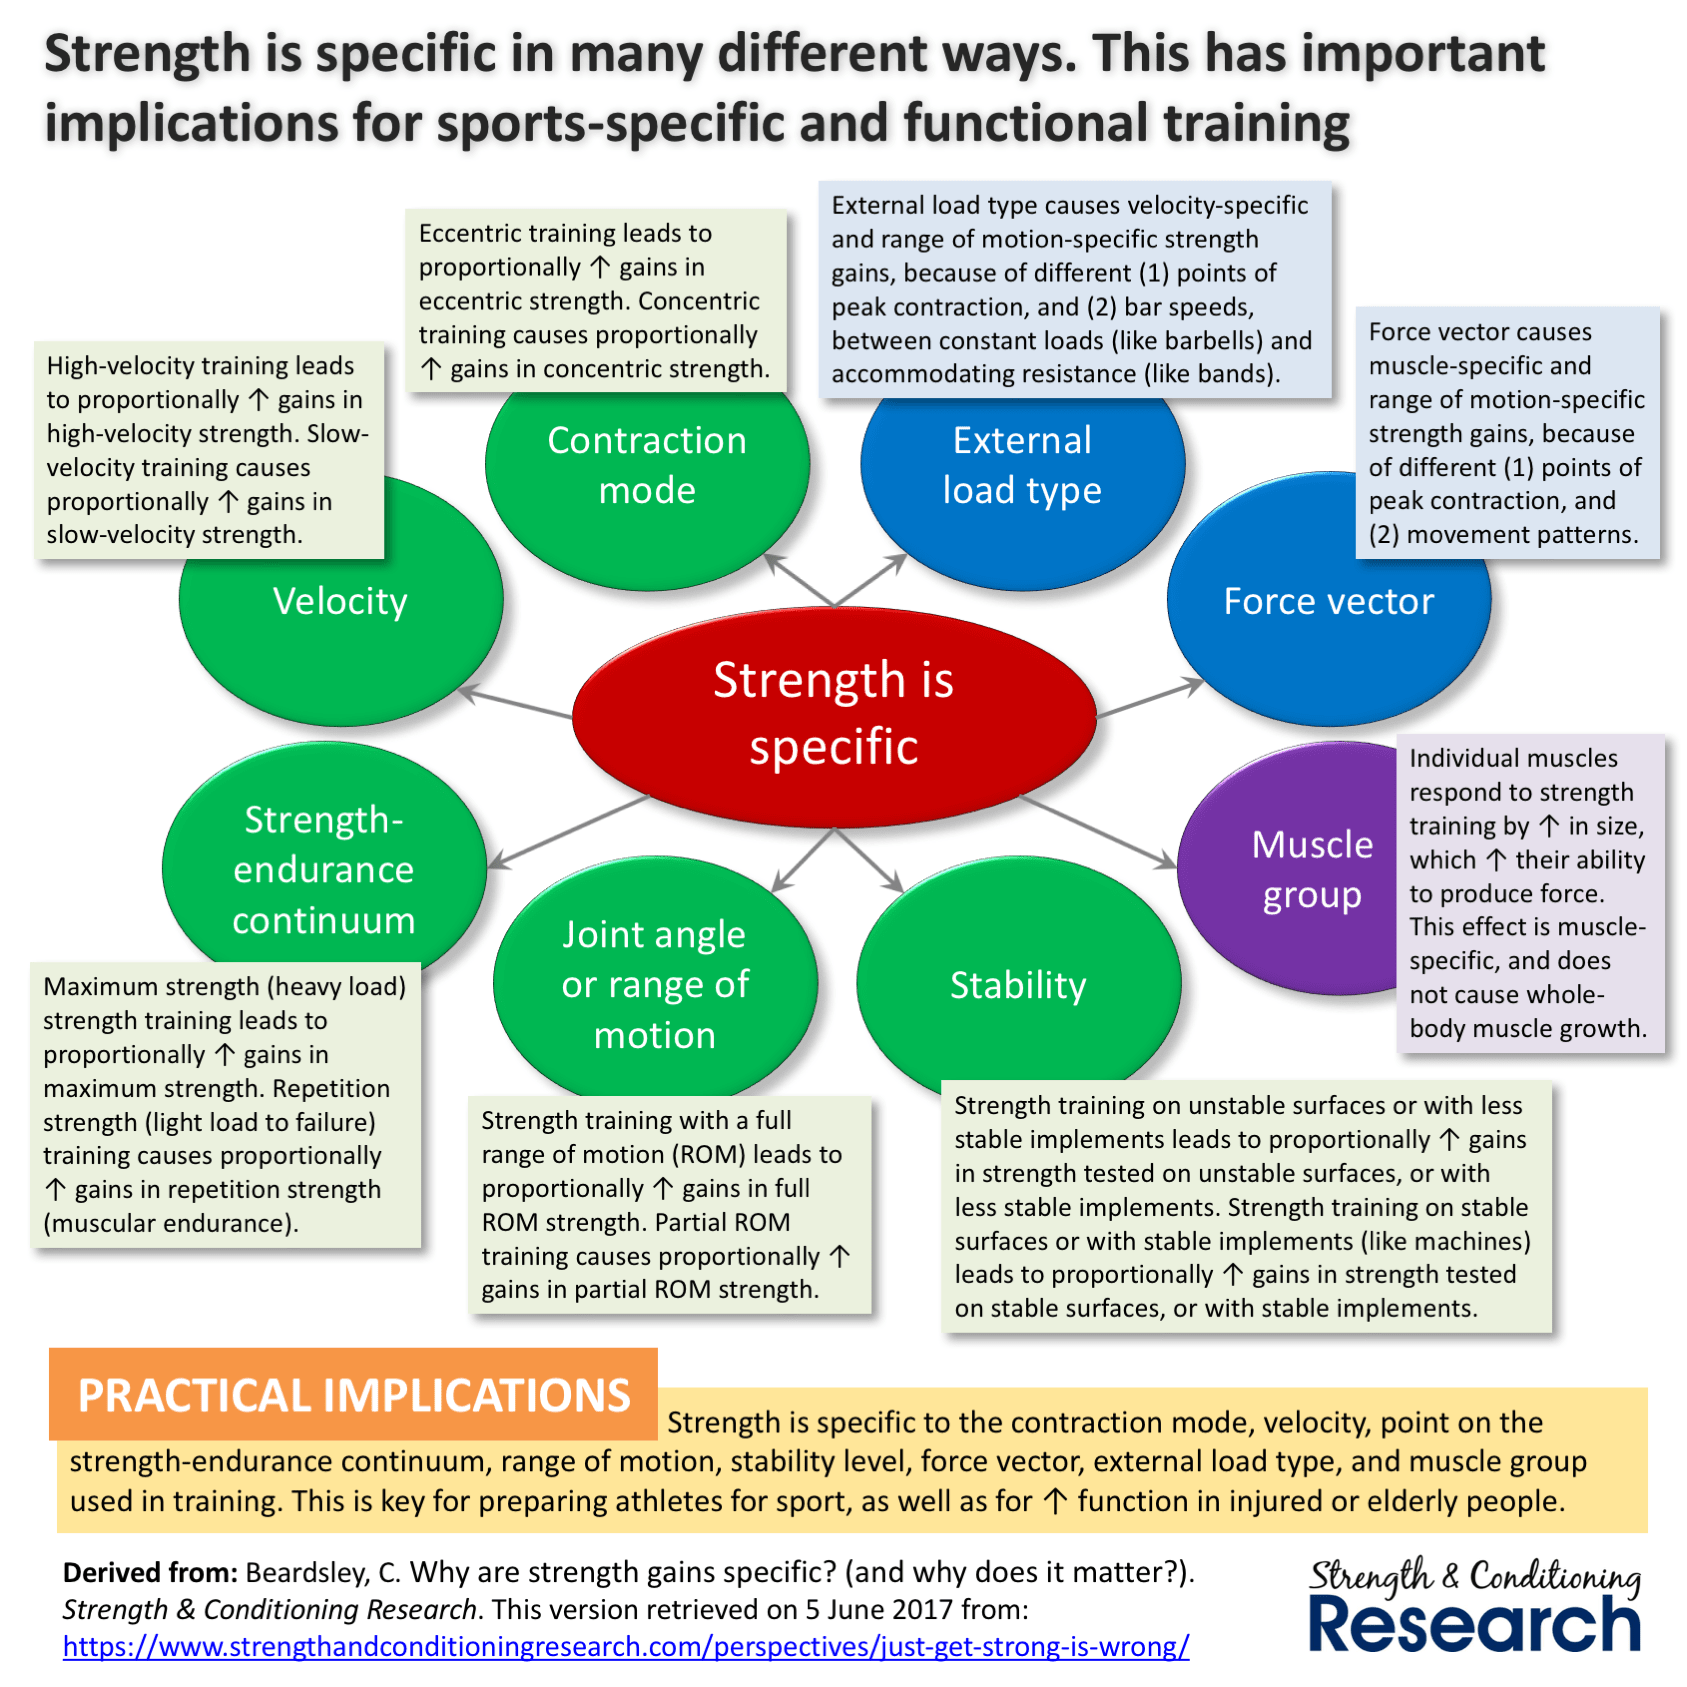 Strength is specific in many different ways. This has important
implications for sports-specific and functional training
External load type causes velocity-specific
and range of motion-specific strength
gains, because of different (1) points of
peak contraction, and (2) bar speeds,
between constant loads (like barbells) and
accommodating resistance (like bands).
Eccentric training leads to
proportionally ↑ gains in
eccentric strength. Concentric
training causes proportionally
↑ gains in concentric strength.
Force vector causes
muscle-specific and
range of motion-specific
strength gains, because
of different (1) points of
peak contraction, and
(2) movement patterns.
High-velocity training leads
to proportionally ↑ gains in
high-velocity strength. Slow-
velocity training causes
proportionally ↑ gains in
slow-velocity strength.
Contraction
mode
External
load type
Velocity
Force vector
Strength is
specific
Strength-
endurance
continuum
Muscle
group
Individual muscles
respond to strength
training by ↑ in size,
which ↑ their ability
to produce force.
This effect is muscle-
specific, and does
not cause whole-
body muscle growth.
Joint angle
or range of
motion
Stability
Maximum strength (heavy load)
strength training leads to
proportionally ↑ gains in
maximum strength. Repetition
strength (light load to failure)
training causes proportionally
↑ gains in repetition strength
(muscular endurance).
Strength training with a full
range of motion (ROM) leads to
proportionally ↑ gains in full
ROM strength. Partial ROM
training causes proportionally ↑
gains in partial ROM strength.
Strength training on unstable surfaces or with less
stable implements leads to proportionally ↑ gains
in strength tested on unstable surfaces, or with
less stable implements. Strength training on stable
surfaces or with stable implements (like machines)
leads to proportionally ↑ gains in strength tested
on stable surfaces, or with stable implements.
PRACTICAL IMPLICATIONS
Strength is specific to the contraction mode, velocity, point on the
strength-endurance continuum, range of motion, stability level, force vector, external load type, and muscle group
used in training. This is key for preparing athletes for sport, as well as for ↑ function in injured or elderly people.
Derived from: Beardsley, C. Why are strength gains specific? (and why does it matter?).
Strength & Conditioning Research. This version retrieved on 5 June 2017 from:
https://www.strengthandconditioningresearch.com/perspectives/just-get-strong-is-wrong/
Strength & Conditioning
Research